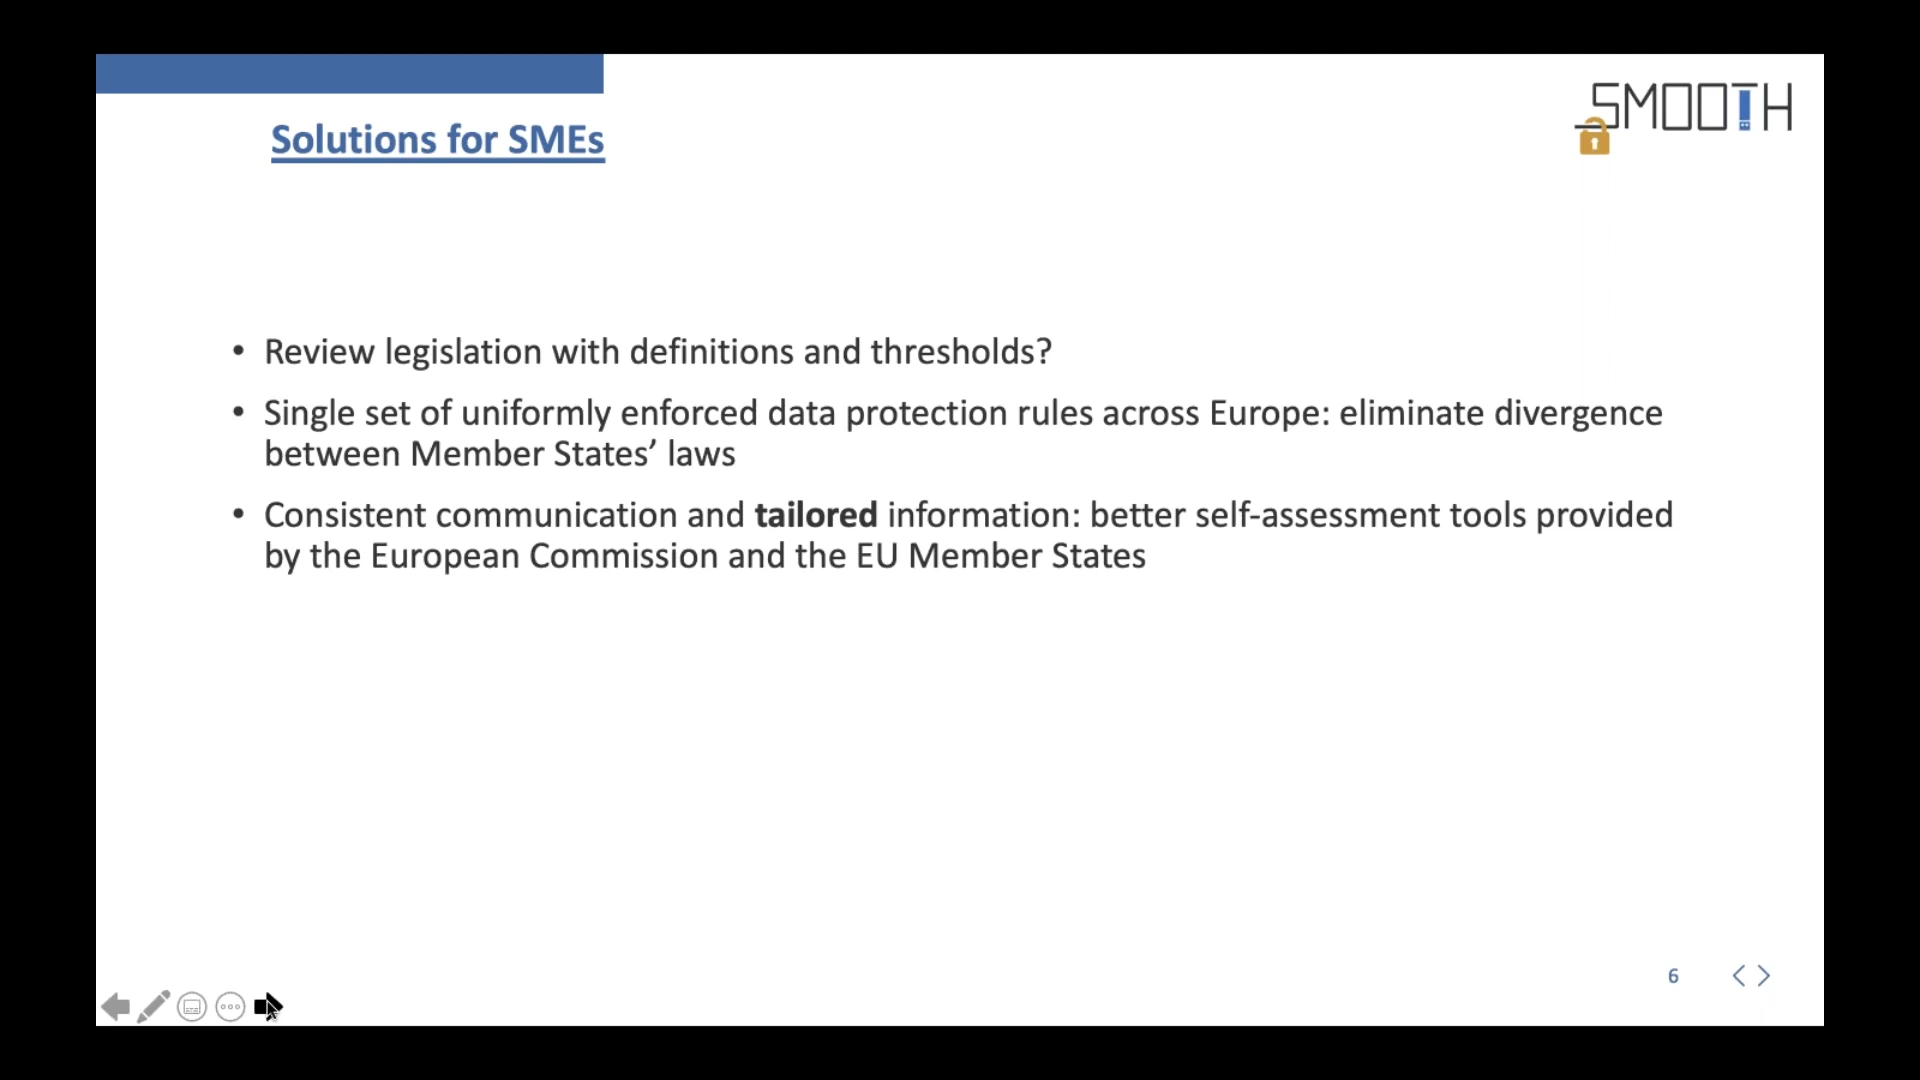 SMOOTH
Solutions for SMEs
• Review legislation with definitions and thresholds?
• Single set of uniformly enforced data protection rules across Europe: eliminate divergence
between Member States’ laws
• Consistent communication and tailored information: better self-assessment tools provided
by the European Commission and the EU Member States
6